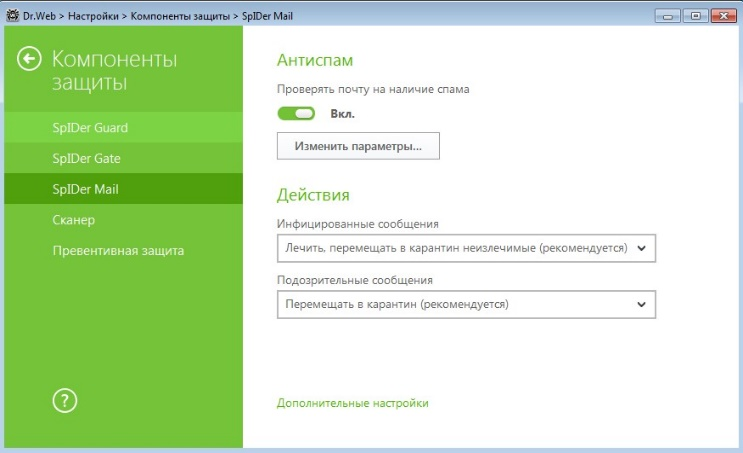 Dr.Web > Настройки > Компоненты защиты > SpIDer Mail
Компоненты
защиты
SpIDer Guard
SpIDer Gate
SpIDer Mail
Сканер
Превентивная защита
?
Антиспам
Проверять почту на наличие спама
Вкл.
Изменить параметры...
Действия
Инфицированные сообщения
Лечить, перемещать в карантин неизлечимые (рекомендуется)
Подозрительные сообщения
Перемещать в карантин (рекомендуется)
Дополнительные настройки